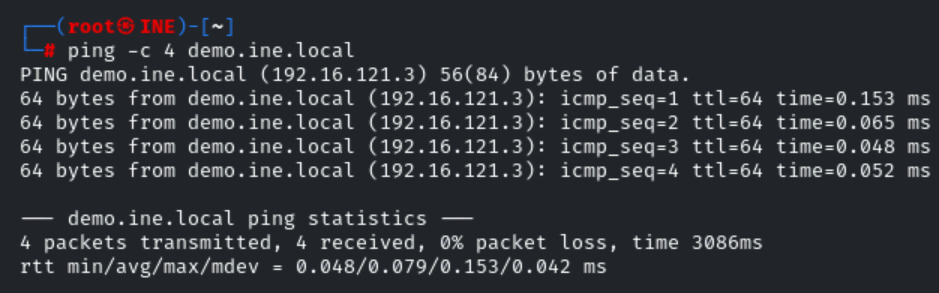 ┌──(root㉿INE)-[~]
└─# ping -c 4 demo.ine.local
PING demo.ine.local (192.16.121.3) 56(84) bytes of data.
64 bytes from demo.ine.local (192.16.121.3): icmp_seq=1 ttl=64 time=0.153 ms
64 bytes from demo.ine.local (192.16.121.3): icmp_seq=2 ttl=64 time=0.065 ms
64 bytes from demo.ine.local (192.16.121.3): icmp_seq=3 ttl=64 time=0.048 ms
64 bytes from demo.ine.local (192.16.121.3): icmp_seq=4 ttl=64 time=0.052 ms
--- demo.ine.local ping statistics ---
4 packets transmitted, 4 received, 0% packet loss, time 3086ms
rtt min/avg/max/mdev = 0.048/0.079/0.153/0.042 ms